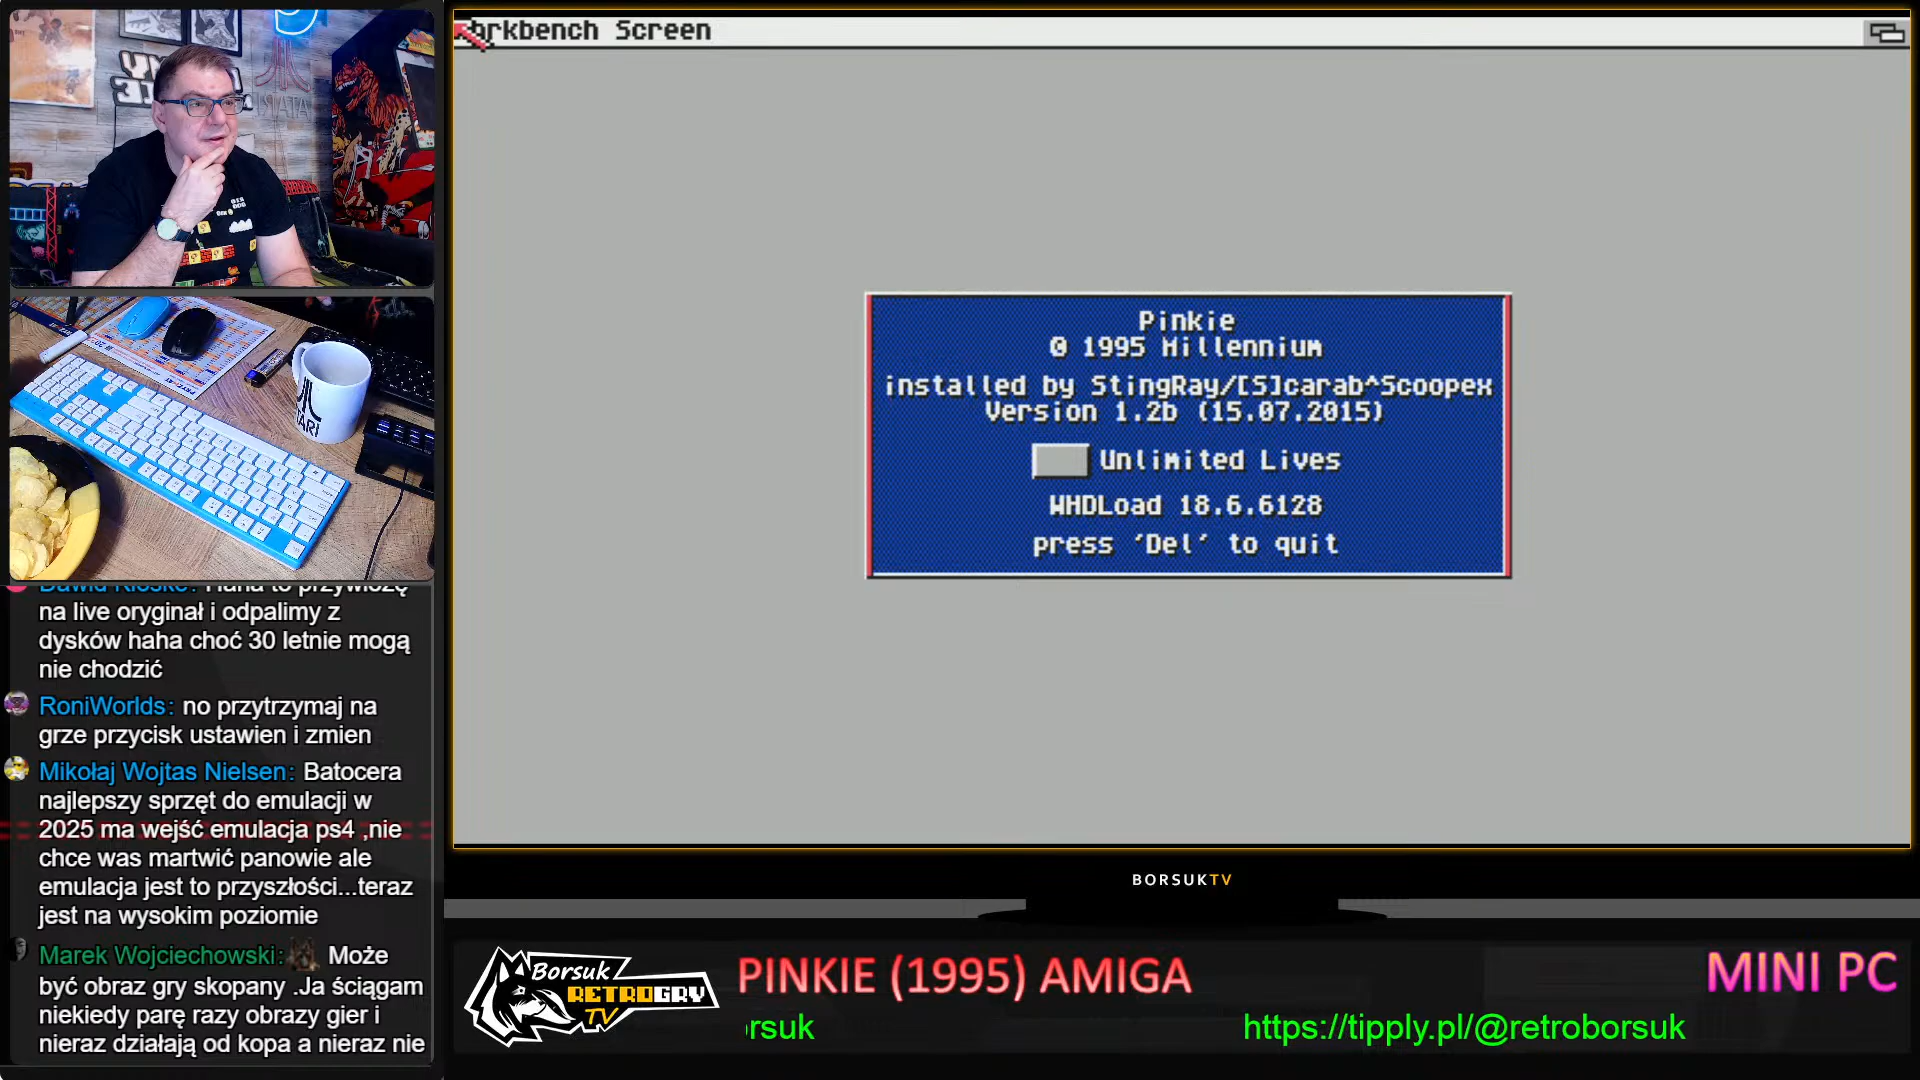 ATARI
ATARI
na live oryginał i odpalimy z
dysków haha choć 30 letnie mogą
nie chodzić
RoniWorlds: no przytrzymaj na
grze przycisk ustawien i zmien
Mikołaj Wojtas Nielsen: Batocera
najlepszy sprzęt do emulacji w
2025 ma wejść emulacja ps4 ,nie
chce was martwić panowie ale
emulacja jest to przyszłości...teraz
jest na wysokim poziomie
Marek Wojciechowski: Może
być obraz gry skopany .Ja ściągam
niekiedy parę razy obrazy gier i
nieraz działają od kopa a nieraz nie
orkbench Screen
Pinkie
© 1995 Millennium
installed by StingRay/[S]carab^Scoopex
Version 1.2b (15.07.2015)
Unlimited Lives
WHDLoad 18.6.6128
press 'Del' to quit
BORSUKTV
Borsuk
RETROGRY
TV
PINKIE (1995) AMIGA
MINI PC
rsuk
https://tipply.pl/@retroborsuk